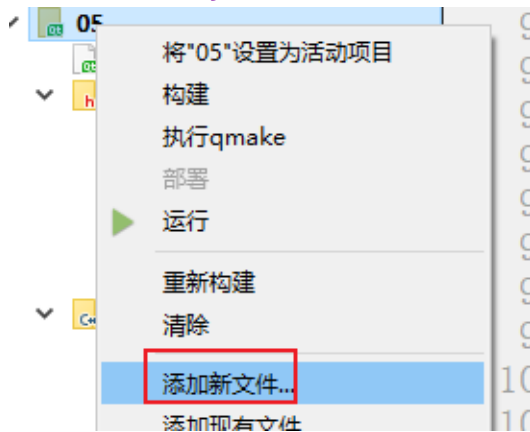 05
将"05"设置为活动项目
构建
执行qmake
部署
运行
重新构建
清除
添加新文件...
添加现有文件
10
10